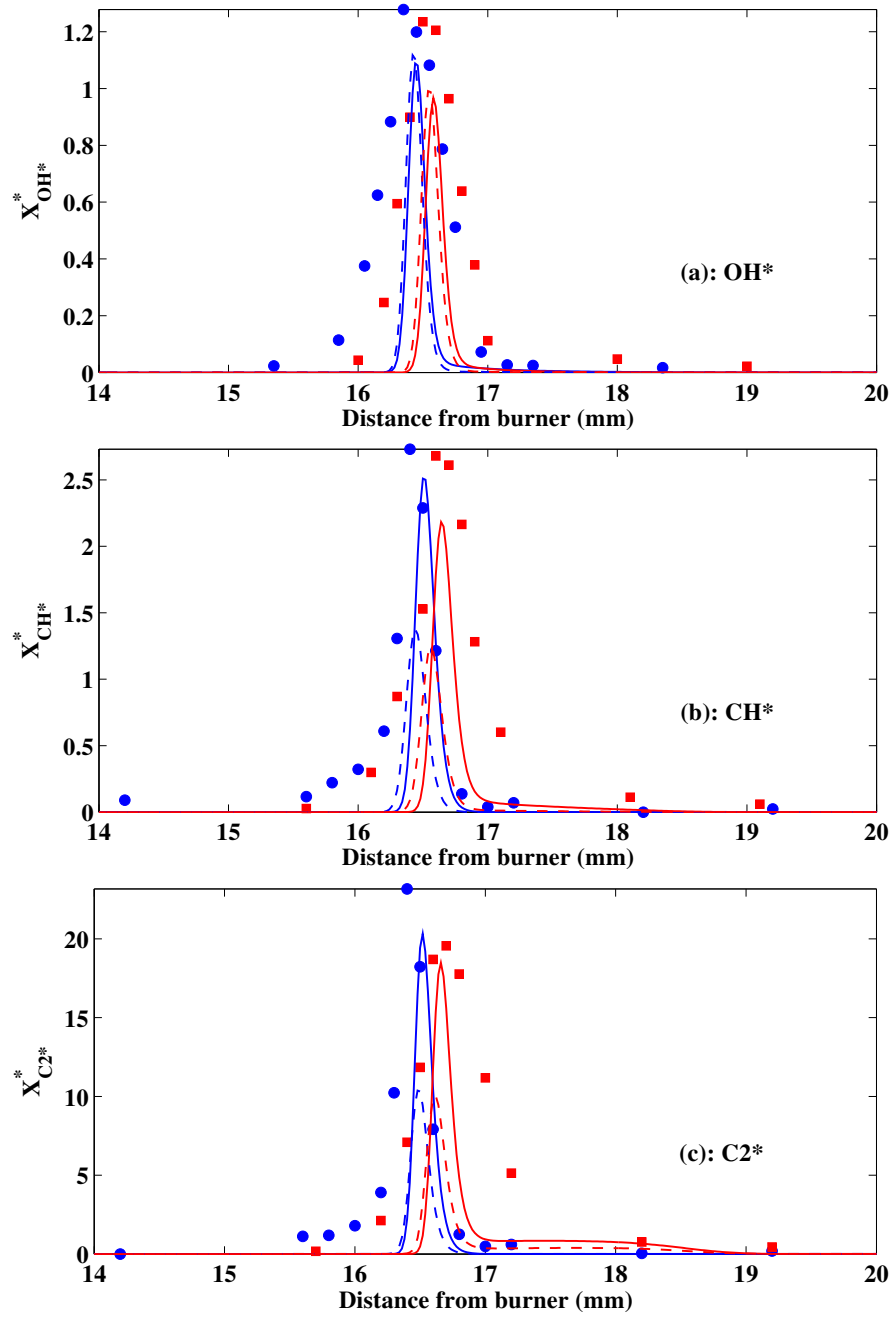 1.2
1
0.8
0.6
0.4
0.2
0
X*OH*
(a): OH*
14 15 16 17 18 19 20
Distance from burner (mm)
2.5
2
1.5
1
0.5
0
X*CH*
(b): CH*
14 15 16 17 18 19 20
Distance from burner (mm)
20
15
10
5
0
X*C2*
(c): C2*
14 15 16 17 18 19 20
Distance from burner (mm)